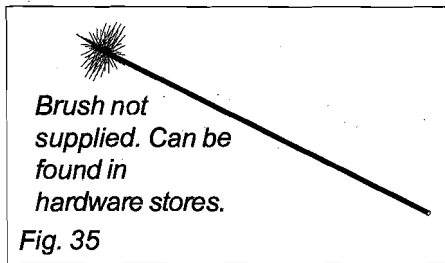 Brush not
supplied. Can be
found in
hardware stores.
Fig. 35